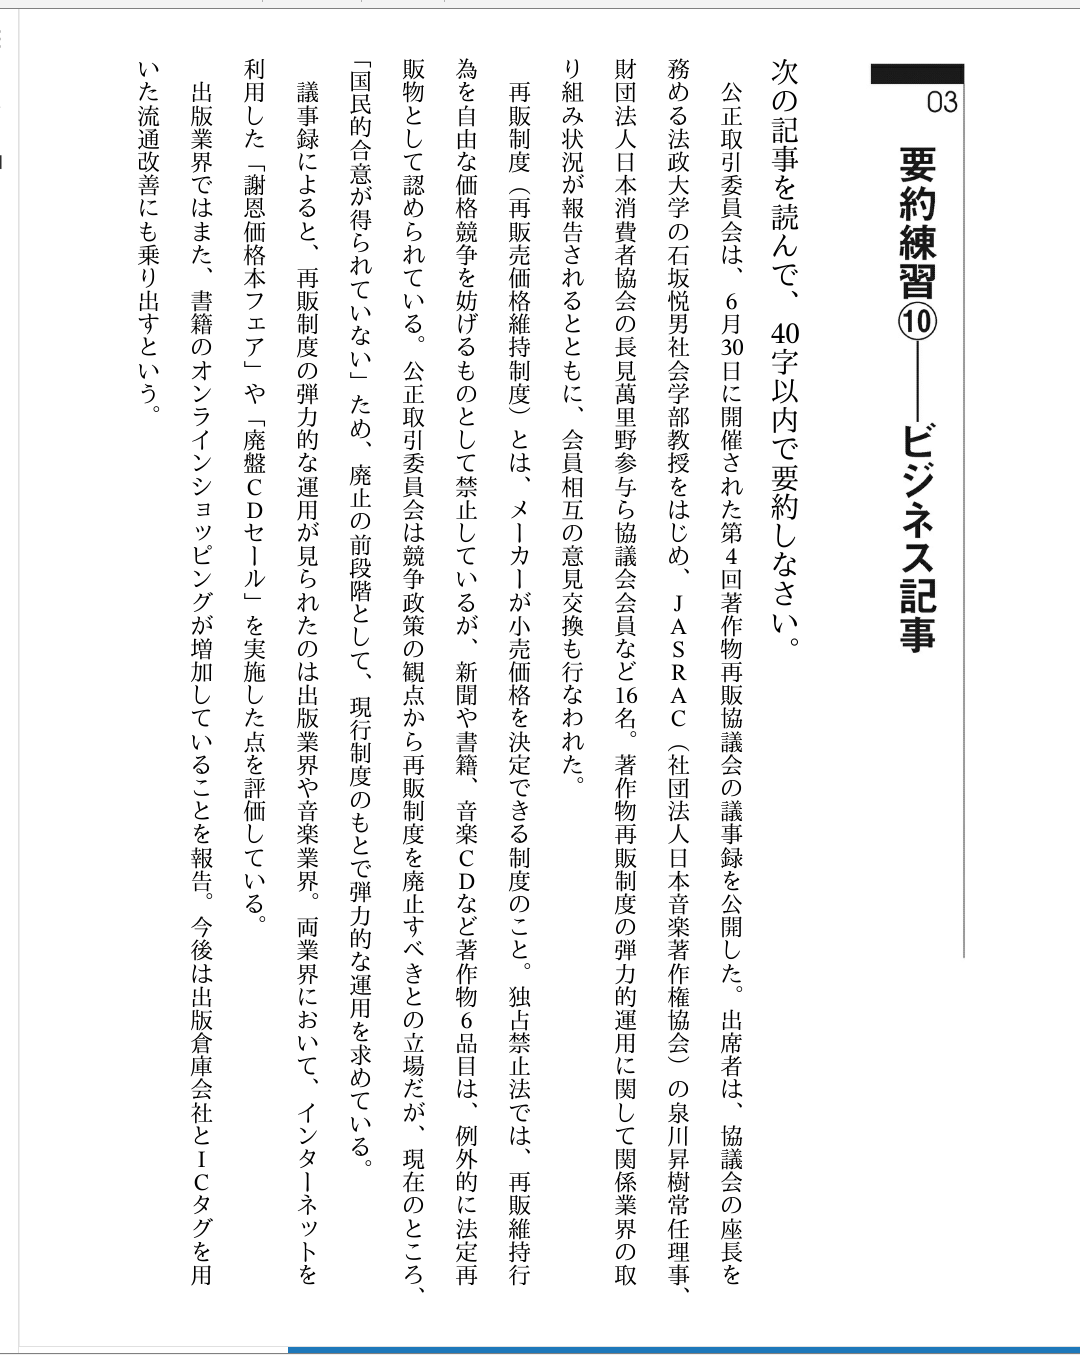 03
要約練習⑩――ビジネス記事
次の記事を読んで、40字以内で要約しなさい。
公正取引委員会は、6月30日に開催された第4回著作物再販協議会の議事録を公開した。出席者は、協議会の座長を
務める法政大学の石坂悦男社会学部教授をはじめ、JASRAC（社団法人日本音楽著作権協会）の泉川昇樹常任理事、
財団法人日本消費者協会の長見萬里野参与ら協議会会員など16名。著作物再販制度の弾力的運用に関して関係業界の取
り組み状況が報告されるとともに、会員相互の意見交換も行なわれた。
再販制度（再販売価格維持制度）とは、メーカーが小売価格を決定できる制度のこと。独占禁止法では、再販維持行
為を自由な価格競争を妨げるものとして禁止しているが、新聞や書籍、音楽CDなど著作物6品目は、例外的に法定再
販物として認められている。公正取引委員会は競争政策の観点から再販制度を廃止すべきとの立場だが、現在のところ、
「国民的合意が得られていない」ため、廃止の前段階として、現行制度のもとで弾力的な運用を求めている。
議事録によると、再販制度の弾力的な運用が見られたのは出版業界や音楽業界。両業界において、インターネットを
利用した「謝恩価格本フェア」や「廃盤CDセール」を実施した点を評価している。
出版業界ではまた、書籍のオンラインショッピングが増加していることを報告。今後は出版倉庫会社とICタグを用
いた流通改善にも乗り出すという。